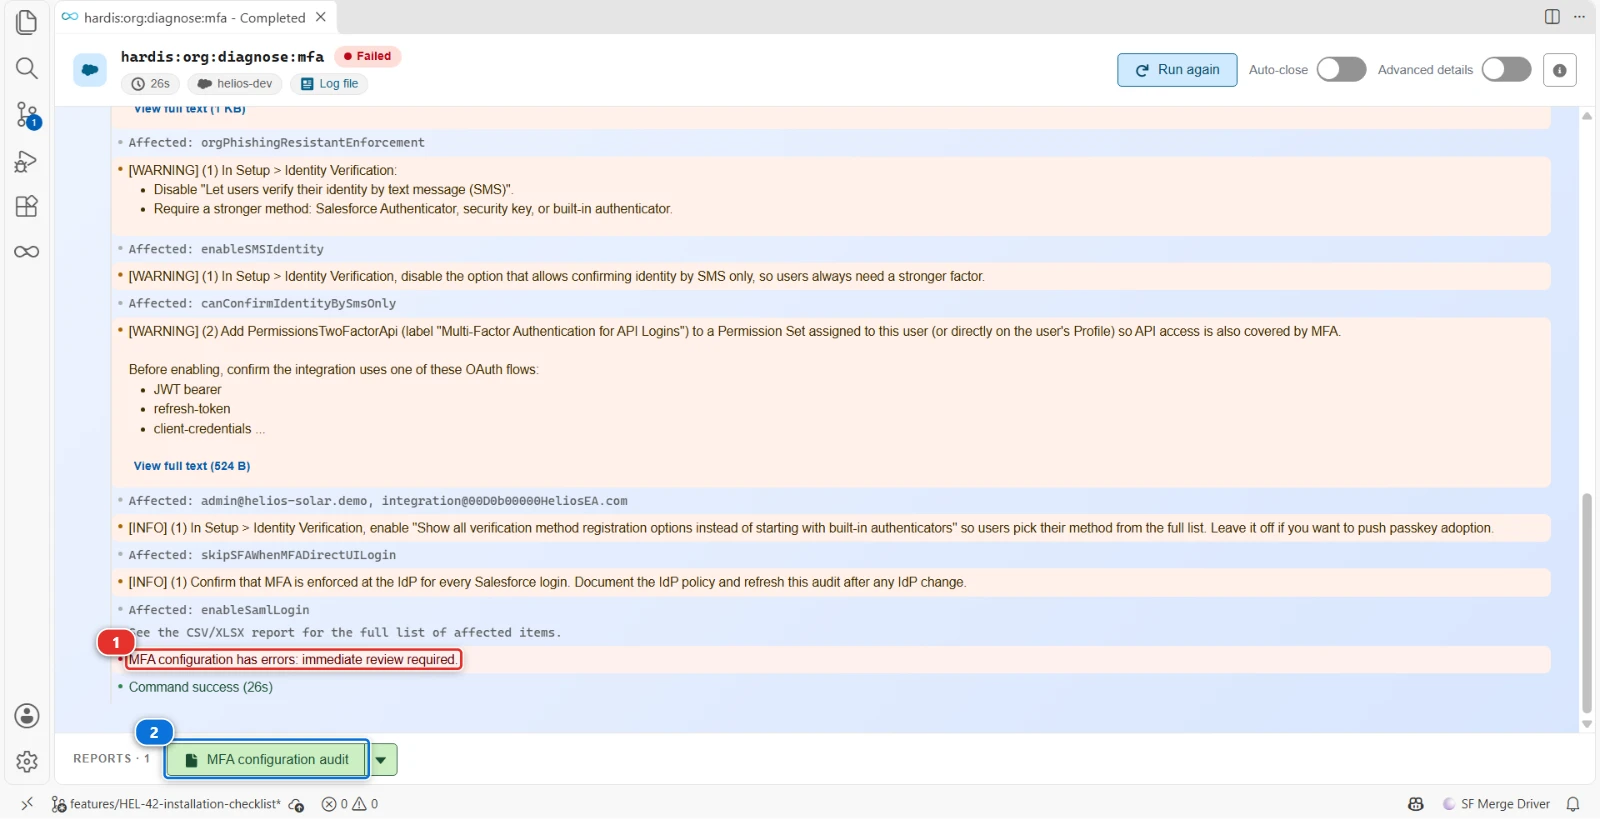 hardis:org:diagnose:mfa - Completed
hardis:org:diagnose:mfa
Failed
26s
helios-dev
Log file
Run again
Auto-close
Advanced details
View full text (1 KB)
Affected: orgPhishingResistantEnforcement
[WARNING] (1) In Setup > Identity Verification:
Disable "Let users verify their identity by text message (SMS)".
Require a stronger method: Salesforce Authenticator, security key, or built-in authenticator.
Affected: enableSMSIdentity
[WARNING] (1) In Setup > Identity Verification, disable the option that allows confirming identity by SMS only, so users always need a stronger factor.
Affected: canConfirmIdentityBySmsOnly
[WARNING] (2) Add PermissionsTwoFactorApi (label "Multi-Factor Authentication for API Logins") to a Permission Set assigned to this user (or directly on the user's Profile) so API access is also covered by MFA.
Before enabling, confirm the integration uses one of these OAuth flows:
JWT bearer
refresh-token
client-credentials ...
View full text (524 B)
Affected: admin@helios-solar.demo, integration@00D0b00000HeliosEA.com
[INFO] (1) In Setup > Identity Verification, enable "Show all verification method registration options instead of starting with built-in authenticators" so users pick their method from the full list. Leave it off if you want to push passkey adoption.
Affected: skipSFAWhenMFADirectUILogin
[INFO] (1) Confirm that MFA is enforced at the IdP for every Salesforce login. Document the IdP policy and refresh this audit after any IdP change.
Affected: enableSamlLogin
See the CSV/XLSX report for the full list of affected items.
1
MFA configuration has errors: immediate review required.
Command success (26s)
2
REPORTS · 1
MFA configuration audit
features/HEL-42-installation-checklist*
0
0
SF Merge Driver
1